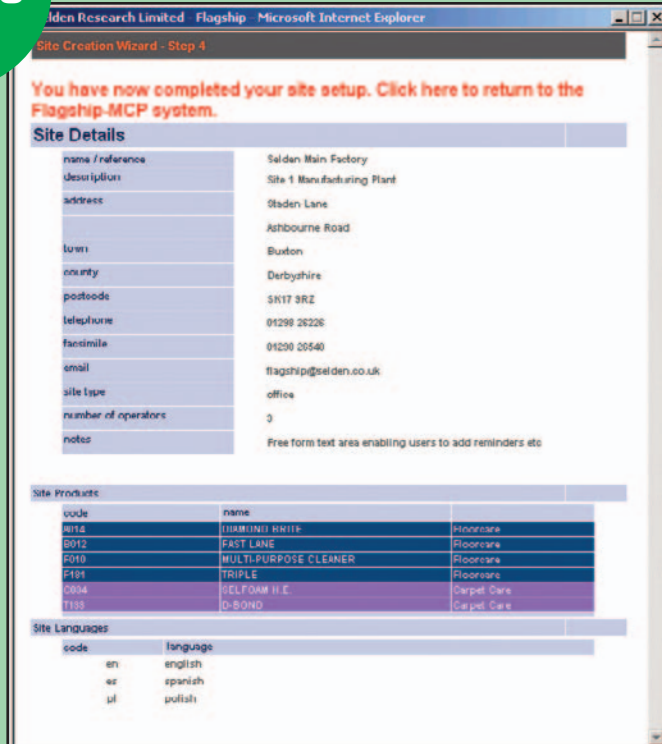 elden Research Limited - Flagship - Microsoft Internet Explorer
Site Creation Wizard - Step 4
You have now completed your site setup. Click here to return to the
Flagship-MCP system.
Site Details
name / reference Selden Main Factory
description Site 1 Manufacturing Plant
address Staden Lane
Ashbourne Road
town Buxton
county Derbyshire
postcode SK17 9RZ
telephone 01298 26226
facsimile 01298 26540
email flagship@selden.co.uk
site type office
number of operators 3
notes Free form text area enabling users to add reminders etc
Site Products
code name
A014 DIAMOND BRITE Floorcare
B012 FAST LANE Floorcare
F010 MULTI-PURPOSE CLEANER Floorcare
F191 TRIPLE Floorcare
C034 SELFOAM H.E. Carpet Care
D-BOND Carpet Care
Site Languages
code language
en english
es spanish
pl polish